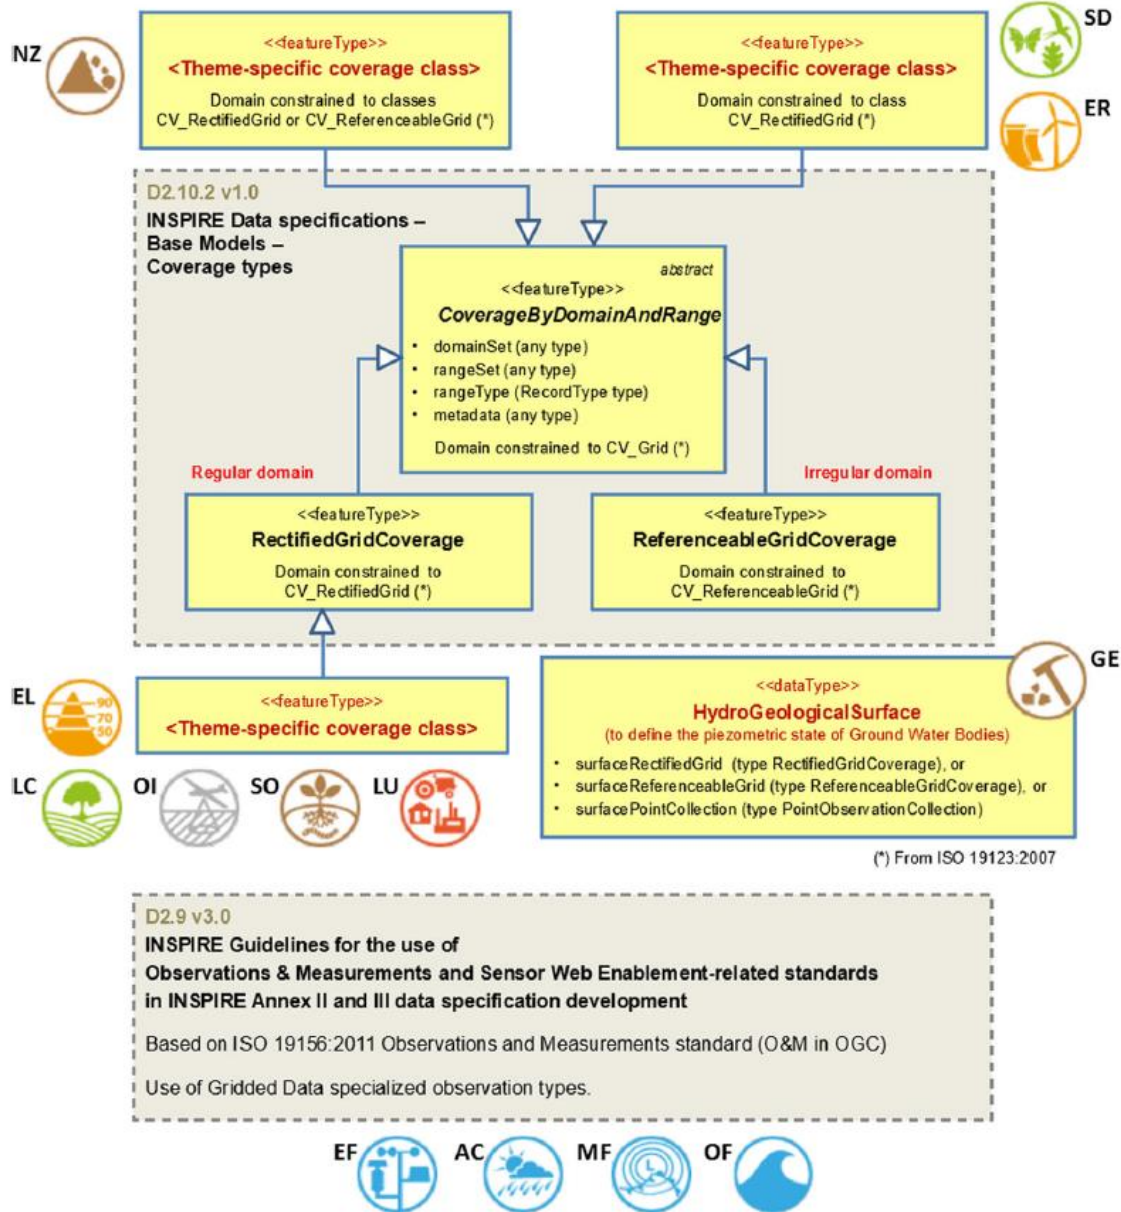 NZ
<<featureType>>
<Theme-specific coverage class>
Domain constrained to classes
CV_RectifiedGrid or CV_ReferenceableGrid (*)
<<featureType>>
<Theme-specific coverage class>
Domain constrained to class
CV_RectifiedGrid (*)
SD
ER
D2.10.2 v1.0
INSPIRE Data specifications –
Base Models –
Coverage types
abstract
<<featureType>>
CoverageByDomainAndRange
• domainSet (any type)
• rangeSet (any type)
• rangeType (RecordType type)
• metadata (any type)
Domain constrained to CV_Grid (*)
Regular domain
Irregular domain
<<featureType>>
RectifiedGridCoverage
Domain constrained to
CV_RectifiedGrid (*)
<<featureType>>
ReferenceableGridCoverage
Domain constrained to
CV_ReferenceableGrid (*)
EL
90
70
50
<<featureType>>
<Theme-specific coverage class>
LC
OI
SO
LU
GE
<<dataType>>
HydroGeologicalSurface
(to define the piezometric state of Ground Water Bodies)
• surfaceRectifiedGrid (type RectifiedGridCoverage), or
• surfaceReferenceableGrid (type ReferenceableGridCoverage), or
• surfacePointCollection (type PointObservationCollection)
(*) From ISO 19123:2007
D2.9 v3.0
INSPIRE Guidelines for the use of
Observations & Measurements and Sensor Web Enablement-related standards
in INSPIRE Annex II and III data specification development
Based on ISO 19156:2011 Observations and Measurements standard (O&M in OGC)
Use of Gridded Data specialized observation types.
EF
AC
MF
L
OF